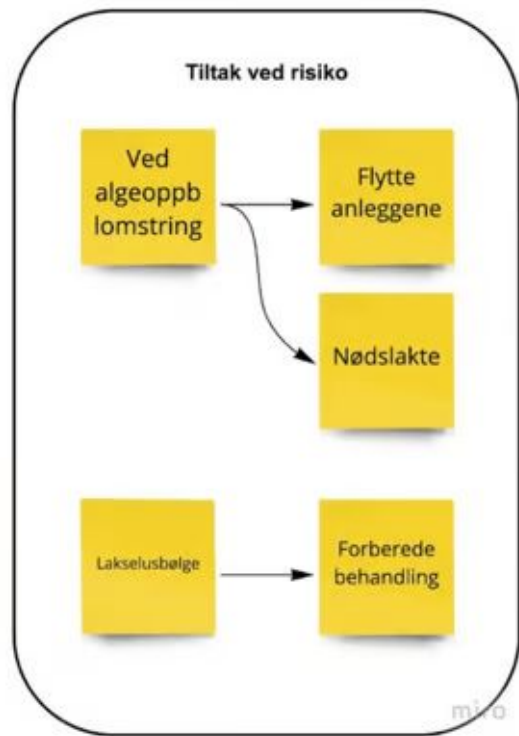 Tiltak ved risiko
Ved
algeoppb
lomstring
Flytte
anleggene
Nødslakte
Lakselusbølge
Forberede
behandling
miro